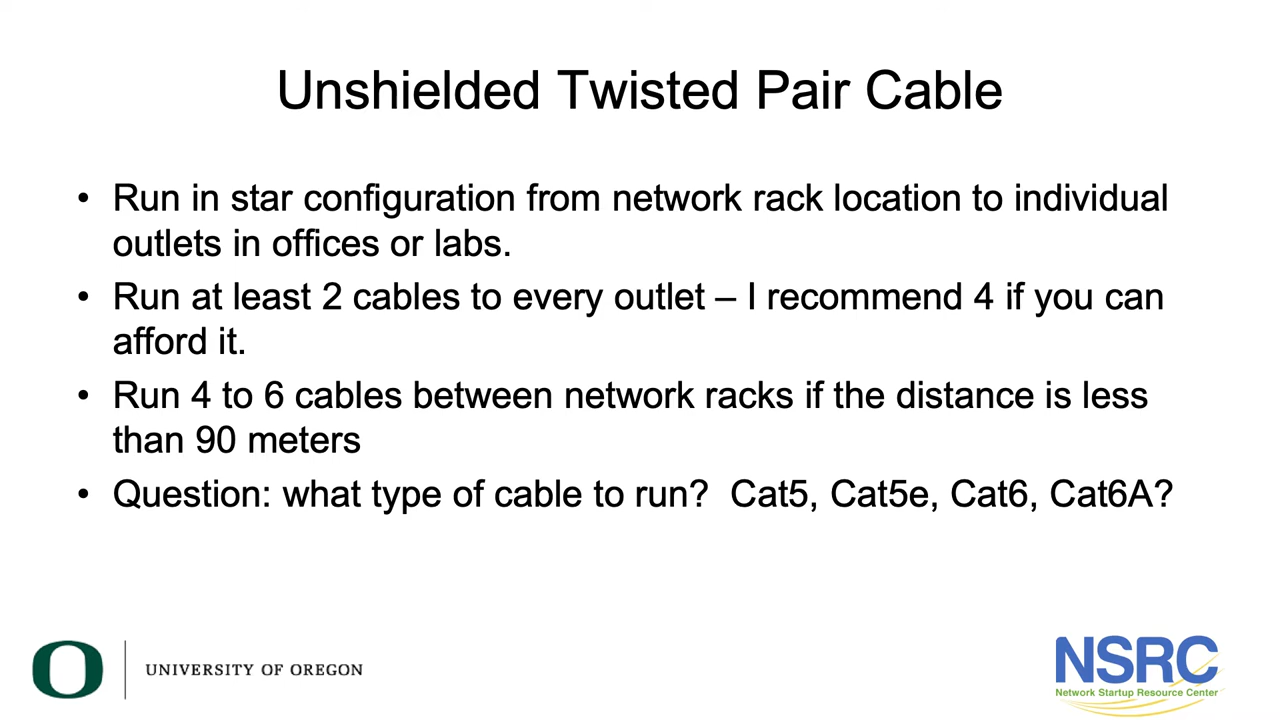 Unshielded Twisted Pair Cable
• Run in star configuration from network rack location to individual
outlets in offices or labs.
• Run at least 2 cables to every outlet – I recommend 4 if you can
afford it.
• Run 4 to 6 cables between network racks if the distance is less
than 90 meters
• Question: what type of cable to run?  Cat5, Cat5e, Cat6, Cat6A?
O
UNIVERSITY OF OREGON
NSRC
Network Startup Resource Center